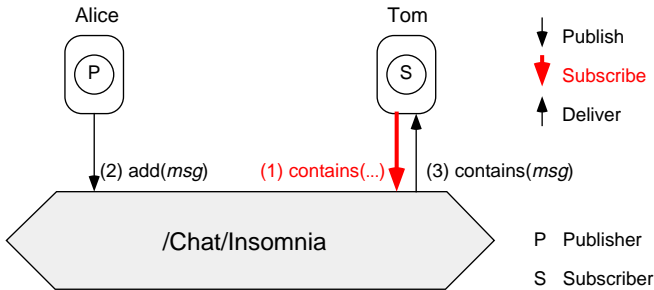 Alice
Tom
P
S
Publish
Subscribe
Deliver
(2) add(msg)
(1) contains(...)
(3) contains(msg)
/Chat/Insomnia
P Publisher
S Subscriber